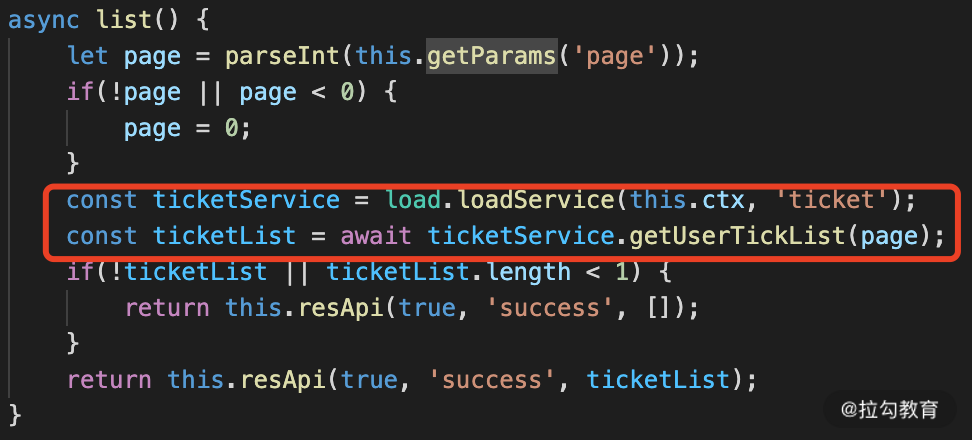 async list() {
    let page = parseInt(this.getParams('page'));
    if(!page || page < 0) {
        page = 0;
    }
    const ticketService = load.loadService(this.ctx, 'ticket');
    const ticketList = await ticketService.getUserTickList(page);
    if(!ticketList || ticketList.length < 1) {
        return this.resApi(true, 'success', []);
    }
    return this.resApi(true, 'success', ticketList);
}
@拉勾教育